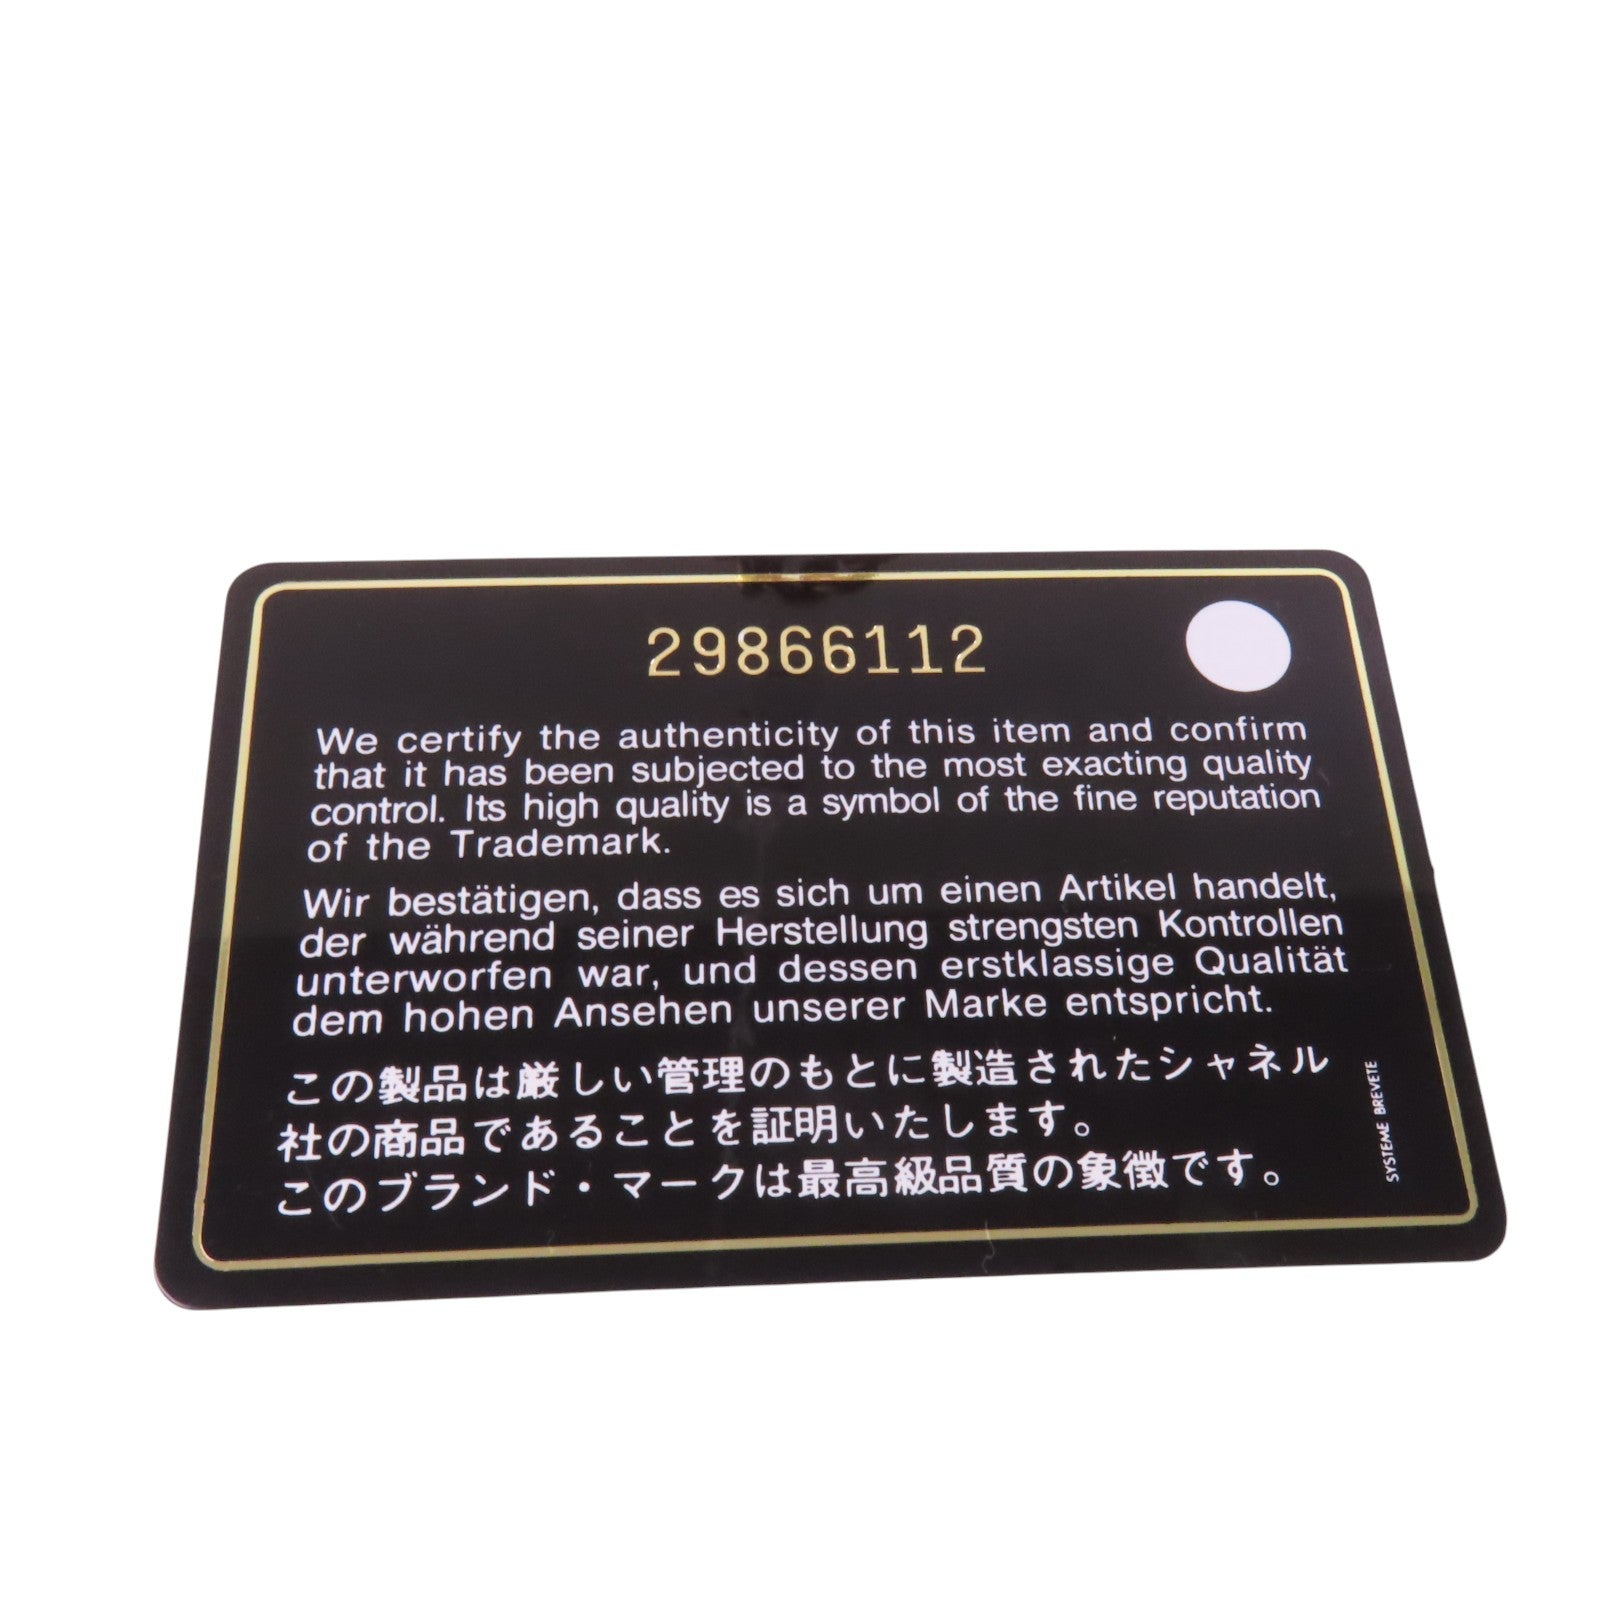 29866112
We certify the authenticity of this item and confirm
that it has been subjected to the most exacting quality
control. Its high quality is a symbol of the fine reputation
of the Trademark.
Wir bestätigen, dass es sich um einen Artikel handelt,
der während seiner Herstellung strengsten Kontrollen
unterworfen war, und dessen erstklassige Qualität
dem hohen Ansehen unserer Marke entspricht.
この製品は厳しい管理のもとに製造されたシャネル
社の商品であることを証明いたします。
このブランド・マークは最高級品質の象徴です。
SYSTEME BREVETE